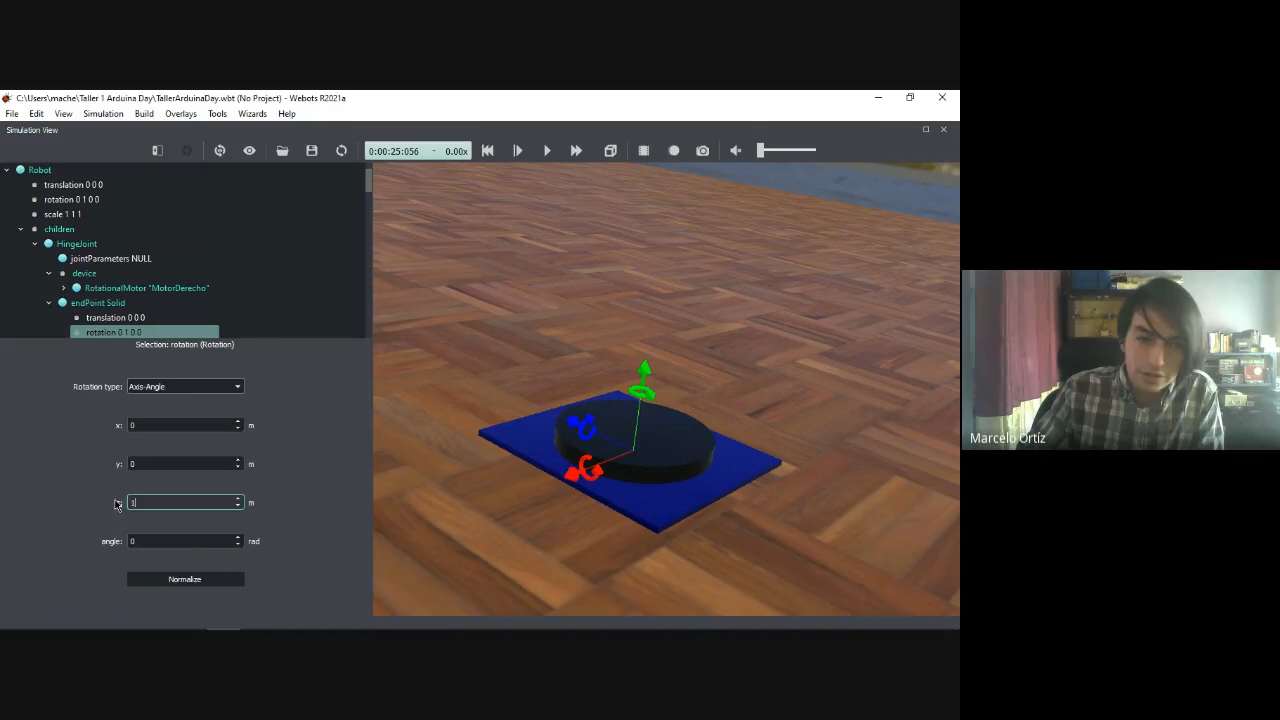 C:\Users\mache\Taller 1 Arduina Day\TallerArduinaDay.wbt (No Project) - Webots R2021a
File Edit View Simulation Build Overlays Tools Wizards Help
Simulation View
0:00:25:056 - 0.00x
Robot
translation 0 0 0
rotation 0 1 0 0
scale 1 1 1
children
HingeJoint
jointParameters NULL
device
RotationalMotor "MotorDerecho"
endPoint Solid
translation 0 0 0
rotation 0 1 0 0
Selection: rotation (Rotation)
Rotation type: Axis-Angle
x: 0 m
y: 0 m
1 m
angle: 0 rad
Normalize
Marcelo Ortíz